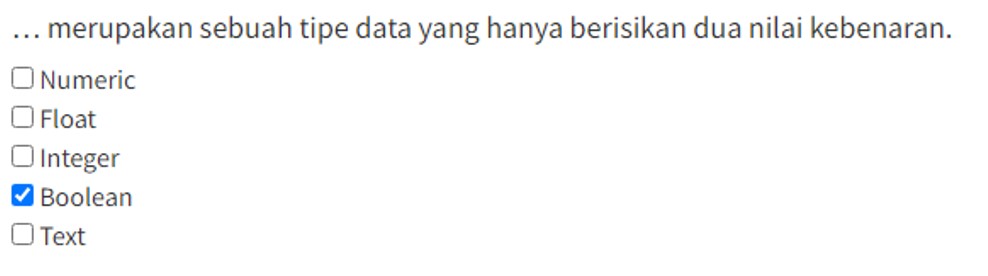 … merupakan sebuah tipe data yang hanya berisikan dua nilai kebenaran.
Numeric
Float
Integer
Boolean
Text